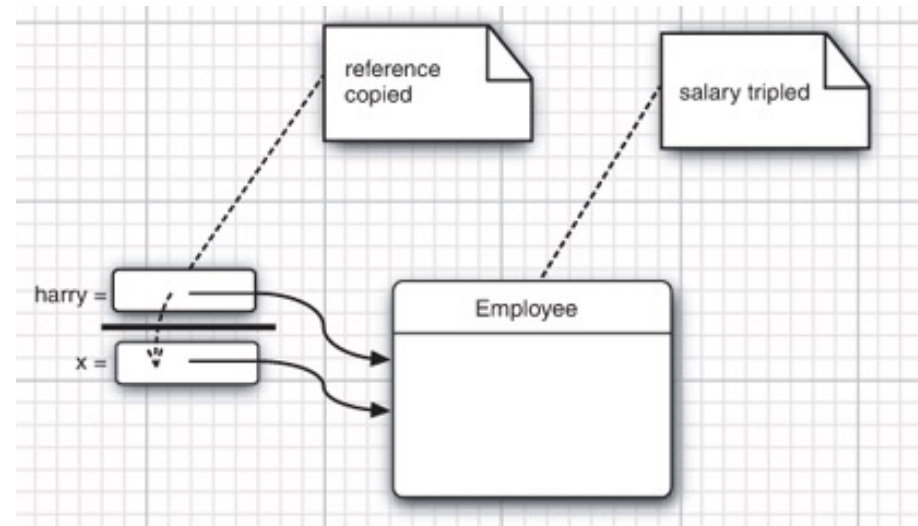 reference
copied
salary tripled
harry =
Employee
x =